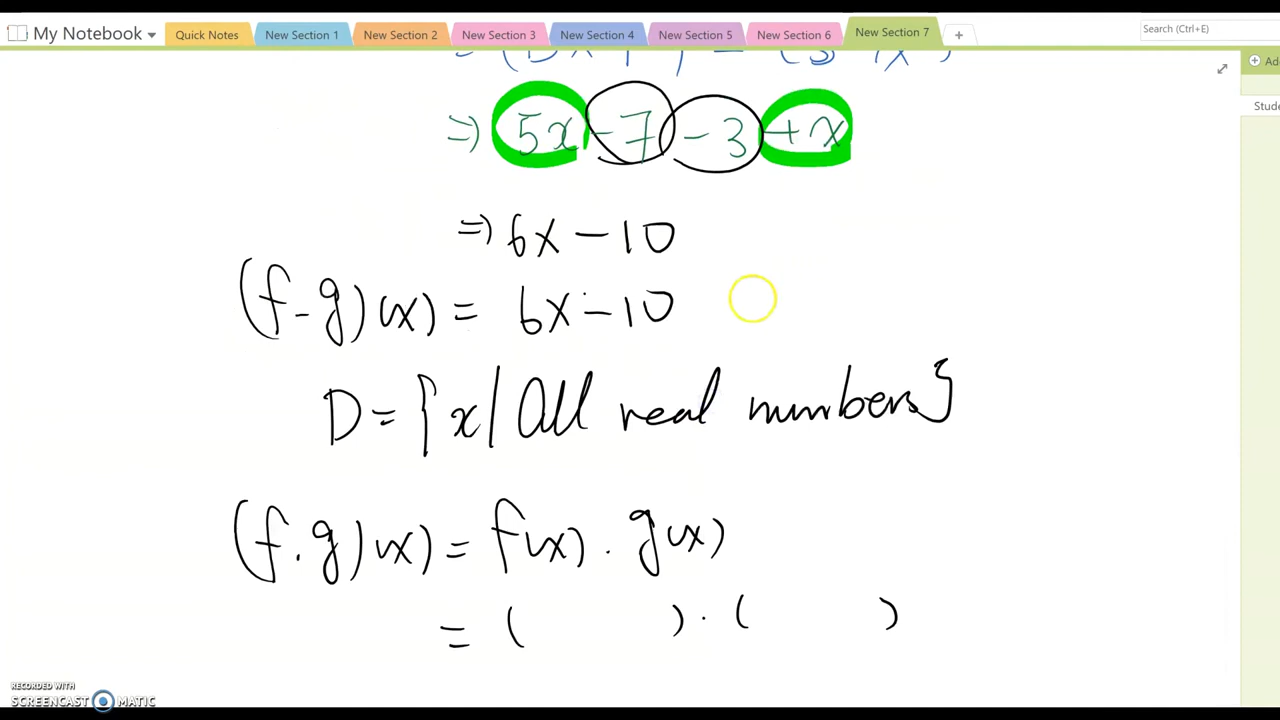 My Notebook Quick Notes New Section 1 New Section 2 New Section 3 New Section 4 New Section 5 New Section 6 New Section 7 + Search (Ctrl+E)
Stude
=> 5x - 7 - 3 + x
=> 6x - 10
(f - g)(x) = 6x - 10
D = {x | All real numbers}
(f . g)(x) = f(x) . g(x)
= ( ) . ( )
RECORDED WITH
SCREENCAST MATIC